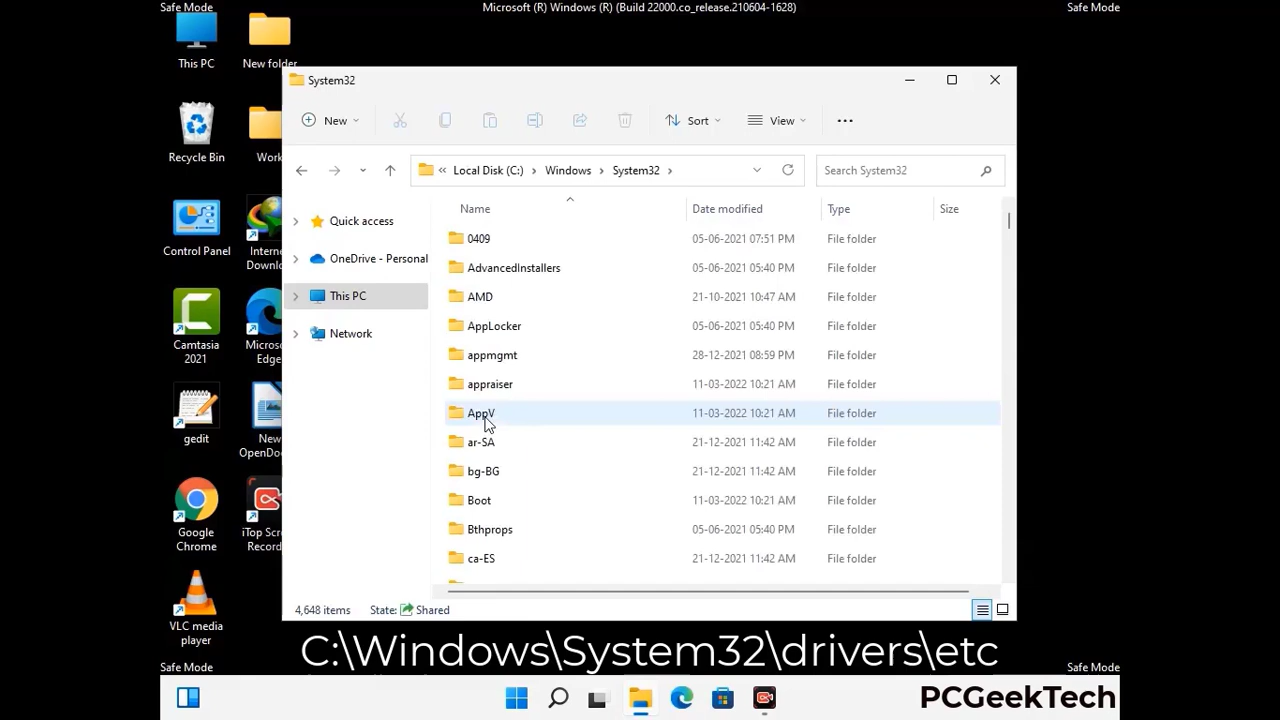 Safe Mode
Microsoft (R) Windows (R) (Build 22000.co_release.210604-1628)
Safe Mode
This PC
New folder
Recycle Bin
Work
Control Panel
Internet
Downlo
Camtasia
2021
Micros
Edge
gedit
New
OpenDoc
Google
Chrome
iTop Scre
Record
VLC media
player
System32
New
Sort
View
Local Disk (C:)
Windows
System32
Search System32
Quick access
OneDrive - Personal
This PC
Network
Name
Date modified
Type
Size
0409 05-06-2021 07:51 PM File folder
AdvancedInstallers 05-06-2021 05:40 PM File folder
AMD 21-10-2021 10:47 AM File folder
AppLocker 05-06-2021 05:40 PM File folder
appmgmt 28-12-2021 08:59 PM File folder
appraiser 11-03-2022 10:21 AM File folder
AppV 11-03-2022 10:21 AM File folder
ar-SA 21-12-2021 11:42 AM File folder
bg-BG 21-12-2021 11:42 AM File folder
Boot 11-03-2022 10:21 AM File folder
Bthprops 05-06-2021 05:40 PM File folder
ca-ES 21-12-2021 11:42 AM File folder
4,648 items
State:
Shared
C:\Windows\System32\drivers\etc
Safe Mode
Safe Mode
PCGeekTech